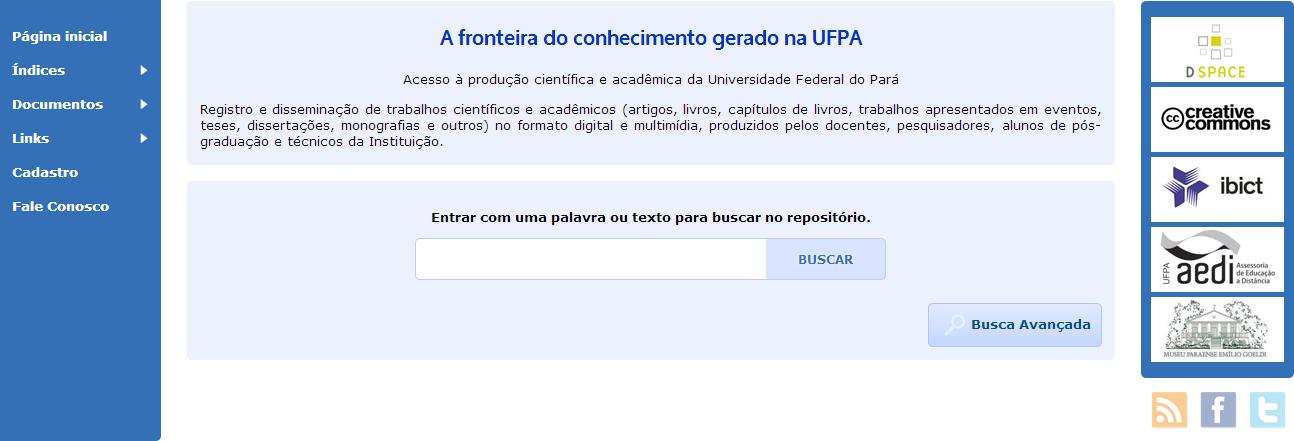 Página inicial
Índices
Documentos
Links
Cadastro
Fale Conosco
A fronteira do conhecimento gerado na UFPA
Acesso à produção científica e acadêmica da Universidade Federal do Pará
Registro e disseminação de trabalhos científicos e acadêmicos (artigos, livros, capítulos de livros, trabalhos apresentados em eventos,
teses, dissertações, monografias e outros) no formato digital e multimídia, produzidos pelos docentes, pesquisadores, alunos de pós-
graduação e técnicos da Instituição.
Entrar com uma palavra ou texto para buscar no repositório.
BUSCAR
Busca Avançada
DSPACE
cc creative
commons
ibict
UFPA
aedi
Assessoria
de Educação
a Distância
MUSEU PARAENSE EMÍLIO GOELDI